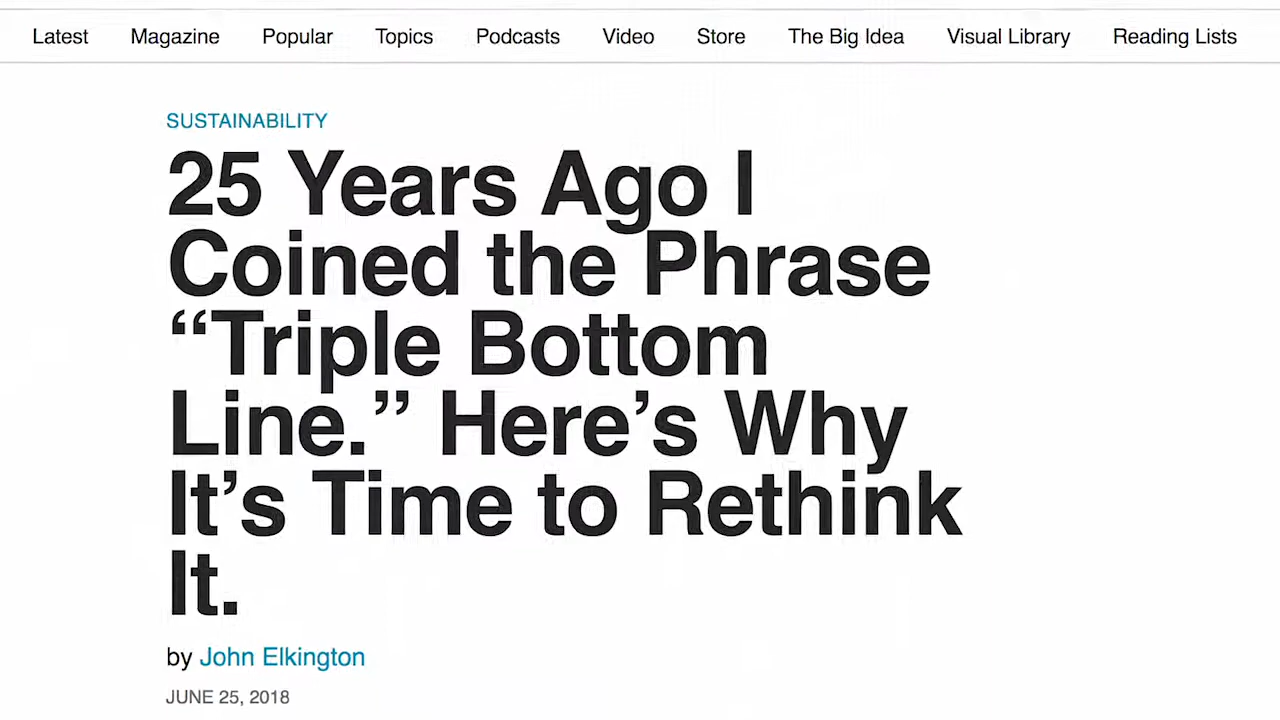 Latest Magazine Popular Topics Podcasts Video Store The Big Idea Visual Library Reading Lists
SUSTAINABILITY
25 Years Ago I
Coined the Phrase
“Triple Bottom
Line.” Here’s Why
It’s Time to Rethink
It.
by John Elkington
JUNE 25, 2018